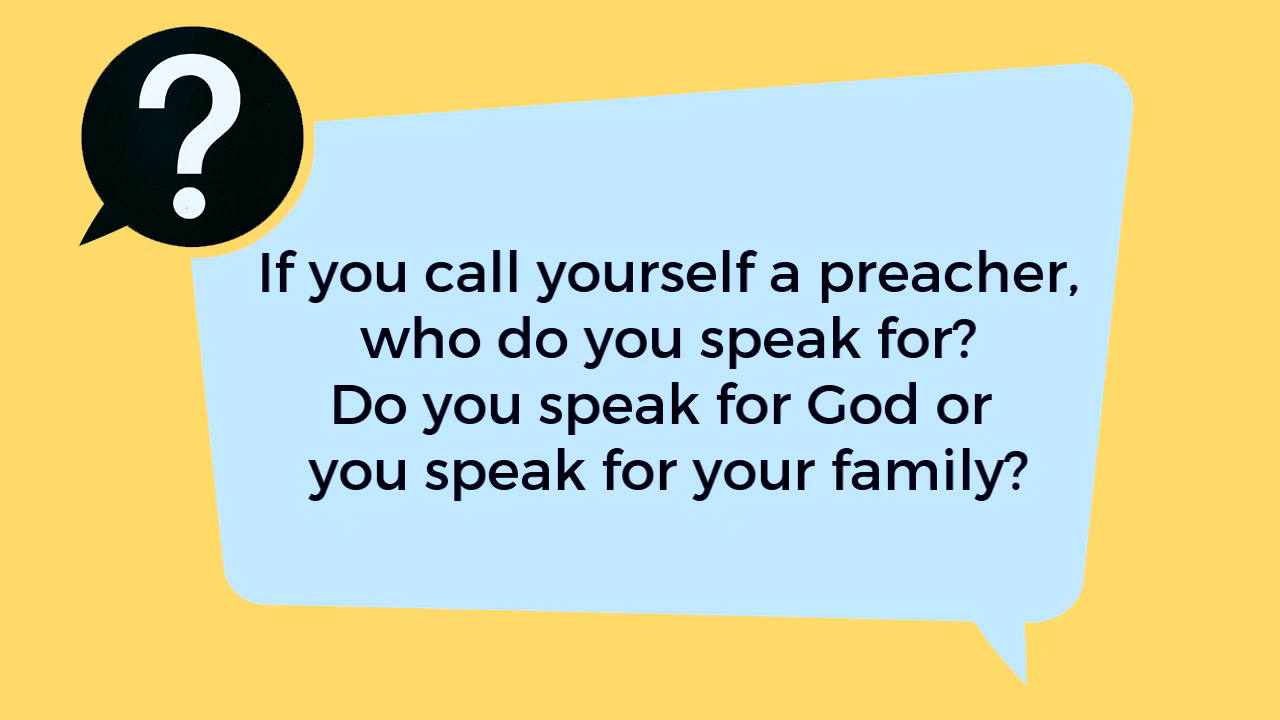 ?
If you call yourself a preacher,
who do you speak for?
Do you speak for God or
you speak for your family?